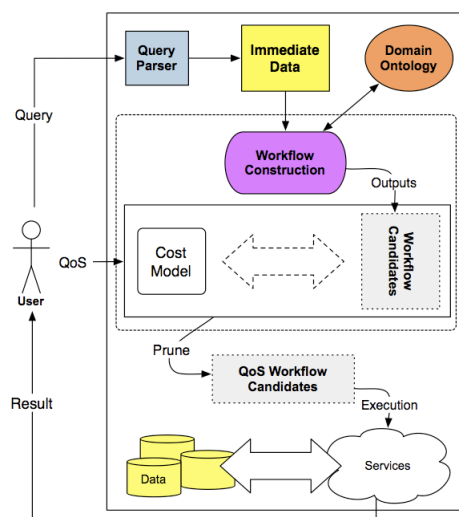 Query
Parser
Immediate
Data
Domain
Ontology
Query
Workflow
Construction
Outputs
QoS
Cost
Model
Workflow
Candidates
User
Prune
QoS Workflow
Candidates
Result
Execution
Data
Services